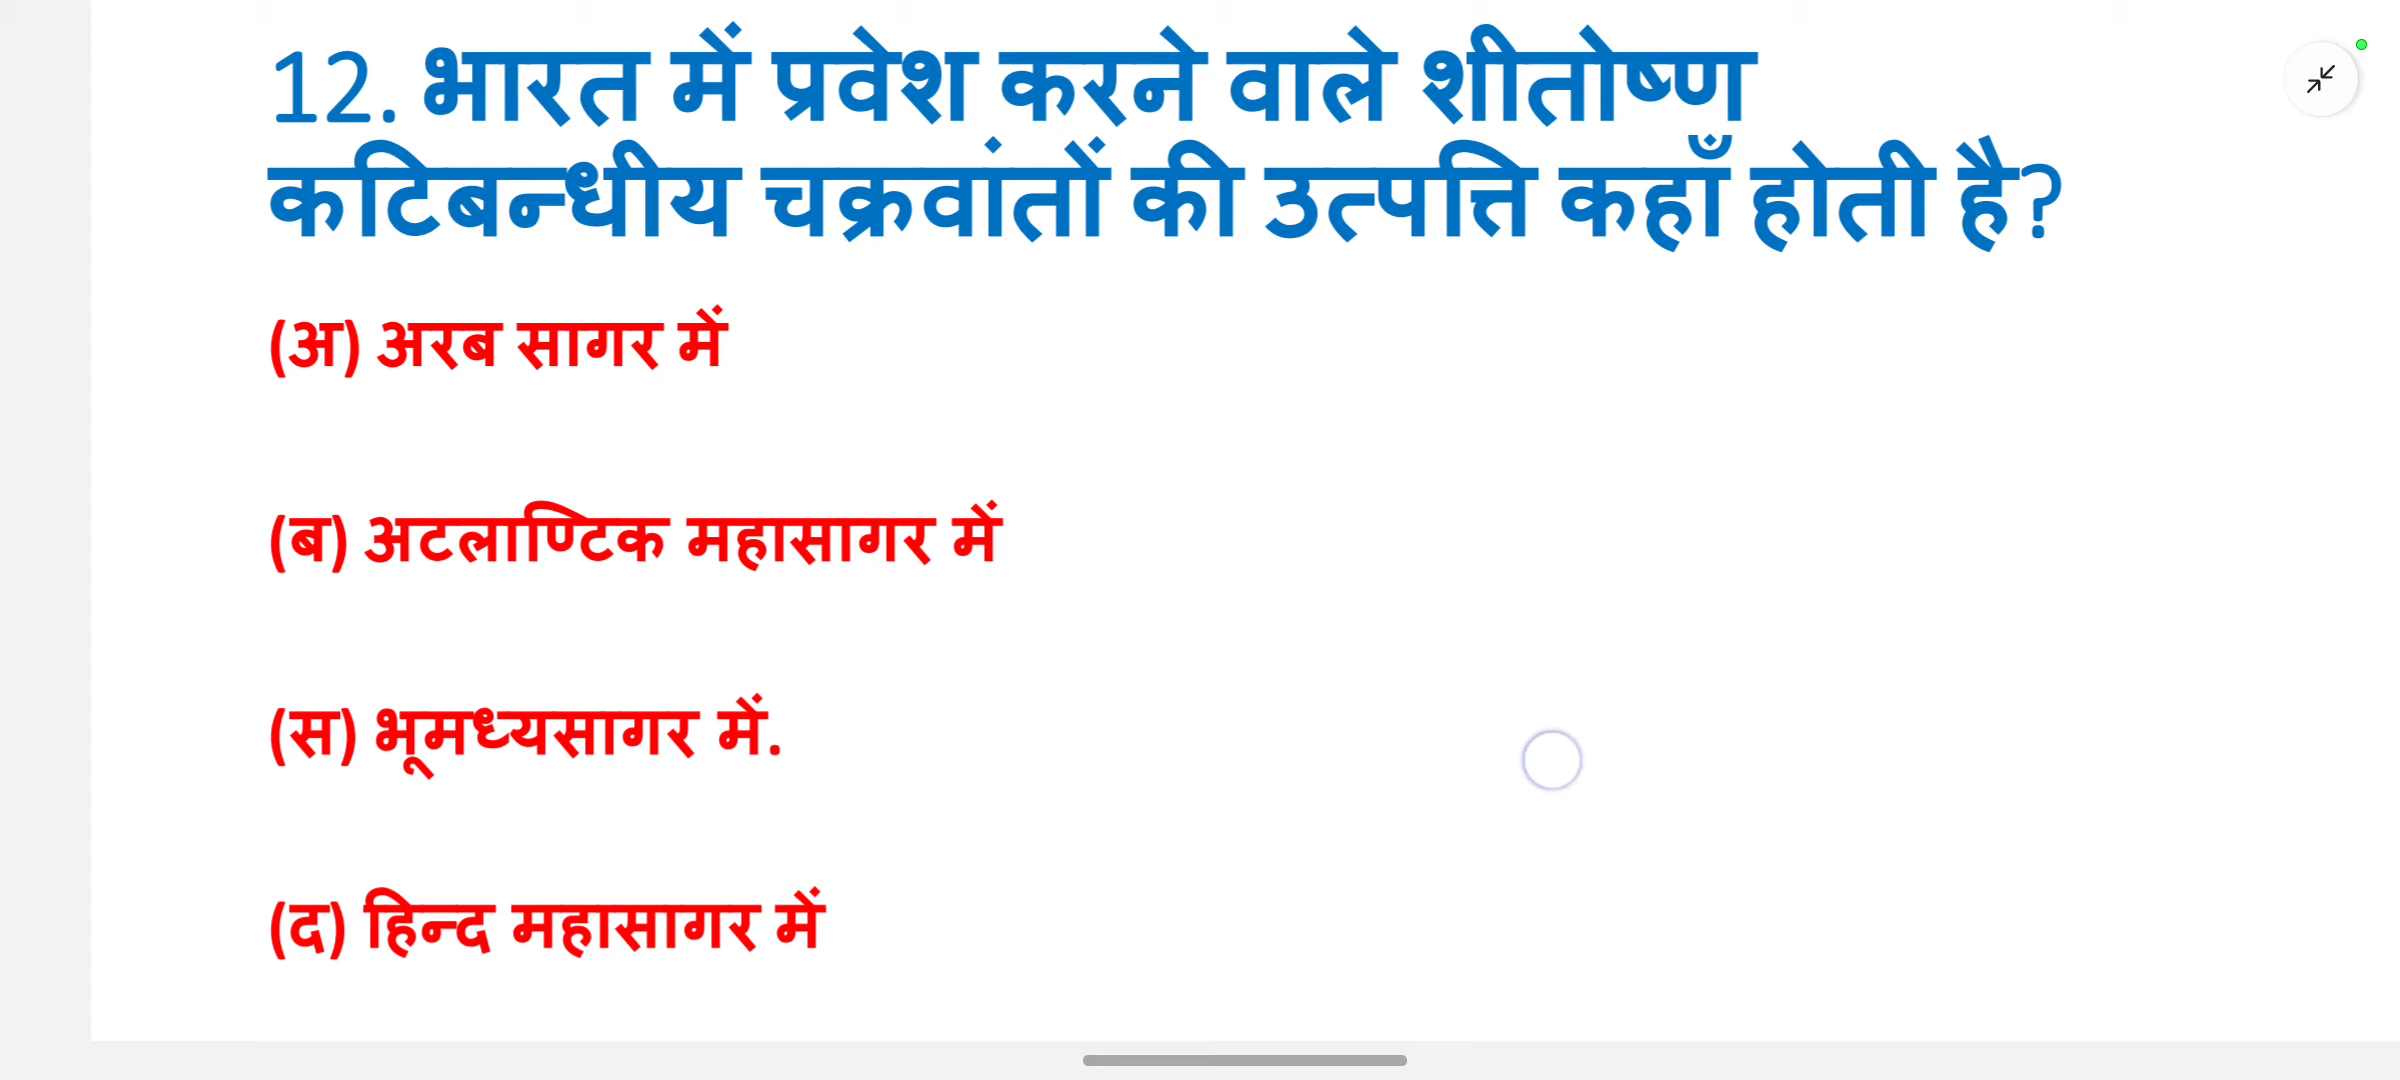 12. भारत में प्रवेश करने वाले शीतोष्ण
कटिबन्धीय चक्रवांतों की उत्पत्ति कहाँ होती है?
(अ) अरब सागर में
(ब) अटलाण्टिक महासागर में
(स) भूमध्यसागर में.
(द) हिन्द महासागर में